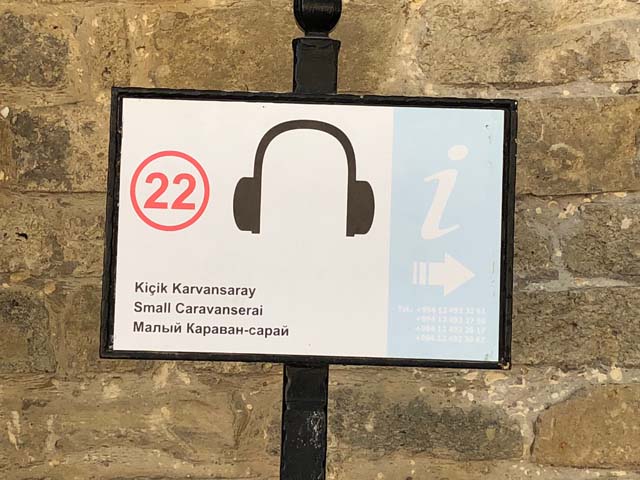 22
Kiçik Karvansaray
Small Caravanserai
Малый Караван-сарай
i